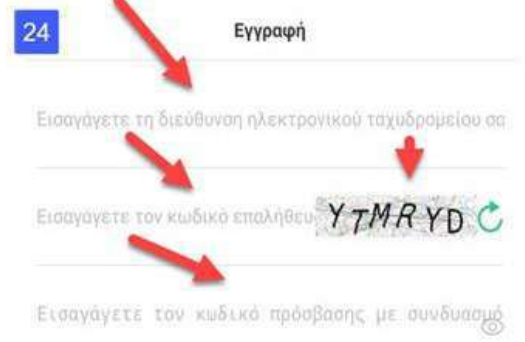 24
Εγγραφή
Εισαγάγετε τη διεύθυνση ηλεκτρονικού ταχυδρομείου σα
Εισαγάγετε τον κωδικό επαλήθευ YTMRYD
Εισαγάγετε τον κωδικό πρόσβασης με συνδυασμό